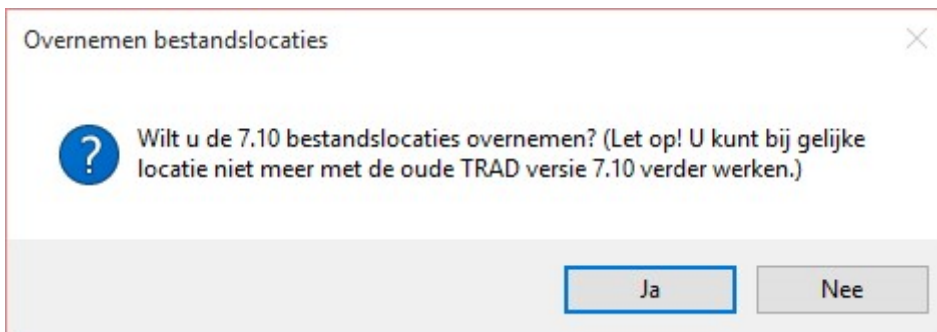 Overnemen bestandslocaties
Wilt u de 7.10 bestandslocaties overnemen? (Let op! U kunt bij gelijke
locatie niet meer met de oude TRAD versie 7.10 verder werken.)
Ja
Nee